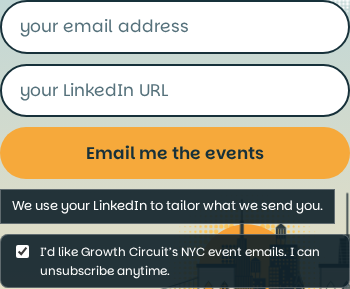 your email address
your LinkedIn URL
Email me the events
We use your LinkedIn to tailor what we send you.
I'd like Growth Circuit's NYC event emails. I can
unsubscribe anytime.